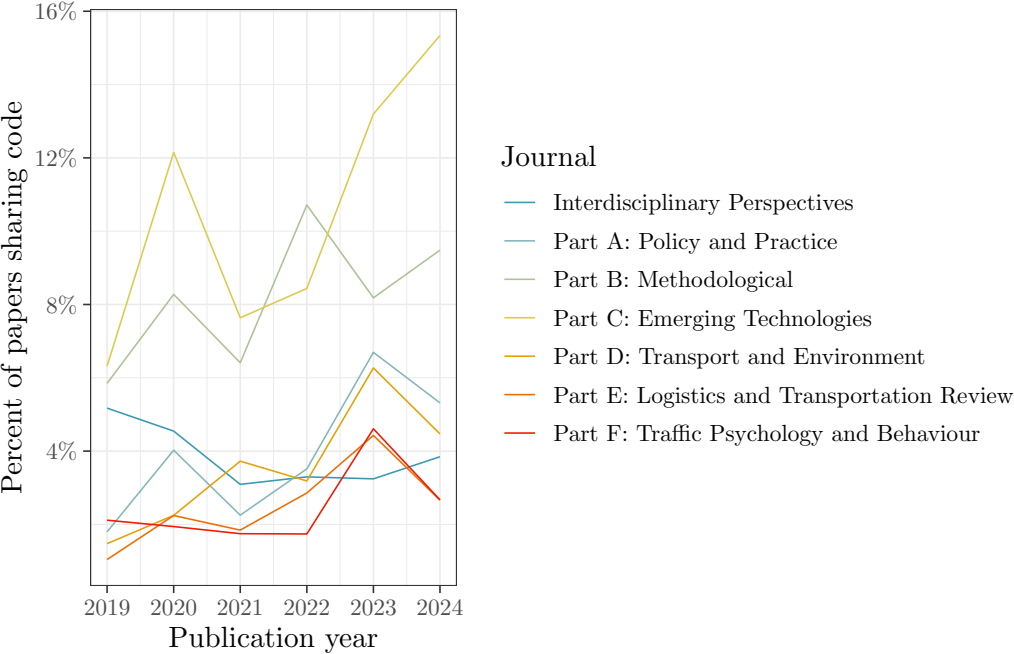 16%
12%
8%
4%
Percent of papers sharing code
2019 2020 2021 2022 2023 2024
Publication year
Journal
Interdisciplinary Perspectives
Part A: Policy and Practice
Part B: Methodological
Part C: Emerging Technologies
Part D: Transport and Environment
Part E: Logistics and Transportation Review
Part F: Traffic Psychology and Behaviour